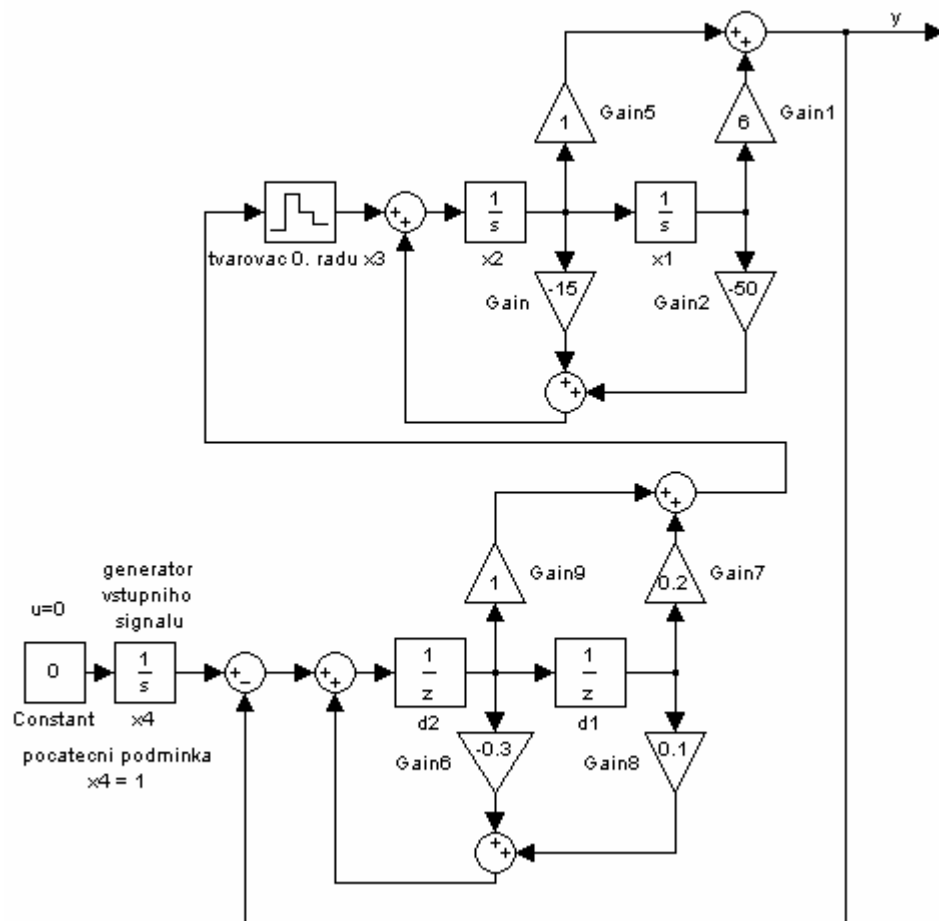 y
+
+
1
Gain5
6
Gain1
+
+
1
s
1
s
tvarovac 0. radu x3
x2
x1
-15
Gain
-50
Gain2
+
+
+
+
1
Gain9
0.2
Gain7
generator
vstupniho
signalu
u=0
0
1
s
+
−
+
+
1
z
1
z
Constant
x4
d2
d1
pocatecni podminka
x4 = 1
-0.3
Gain6
0.1
Gain8
+
+